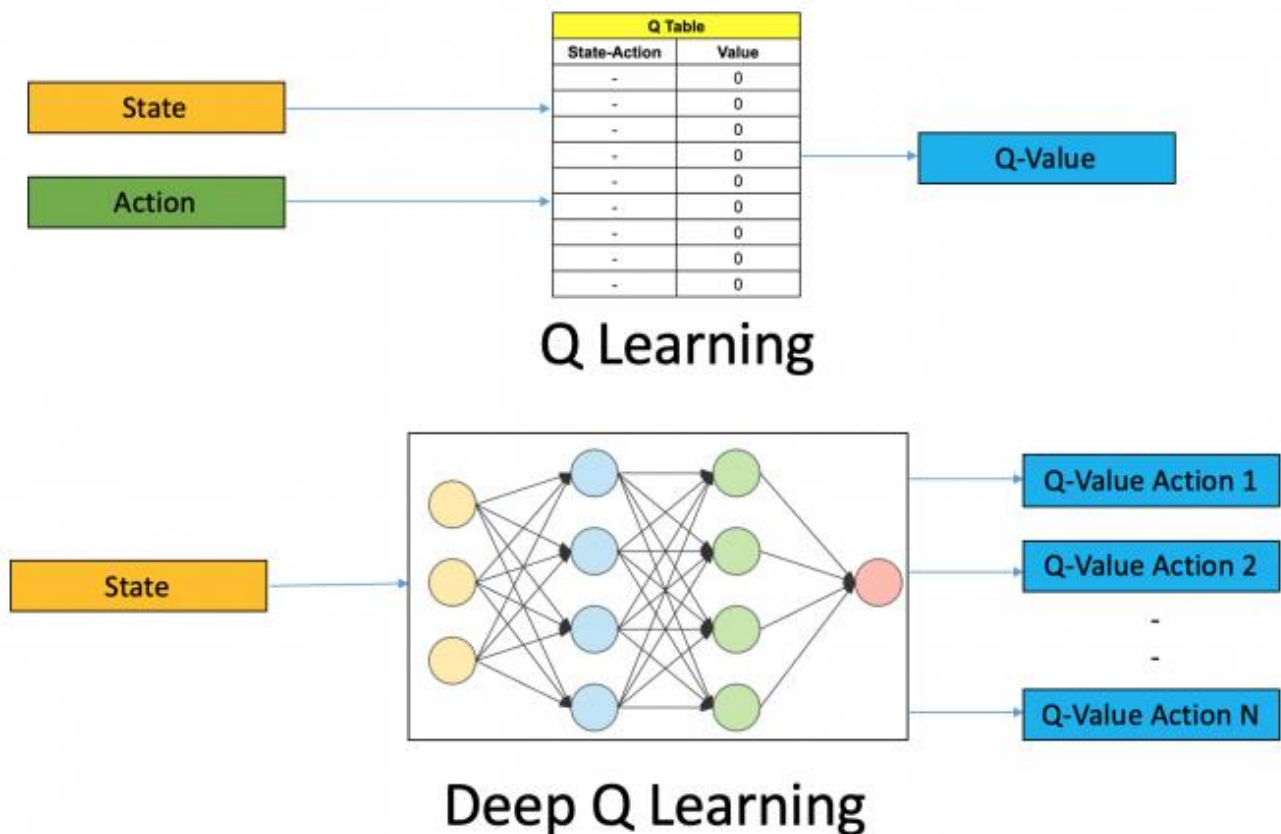 Q Table
State-Action Value
- 0
- 0
- 0
- 0
- 0
- 0
- 0
- 0
- 0
State
Action
Q-Value
Q Learning
State
Q-Value Action 1
Q-Value Action 2
-
-
Q-Value Action N
Deep Q Learning